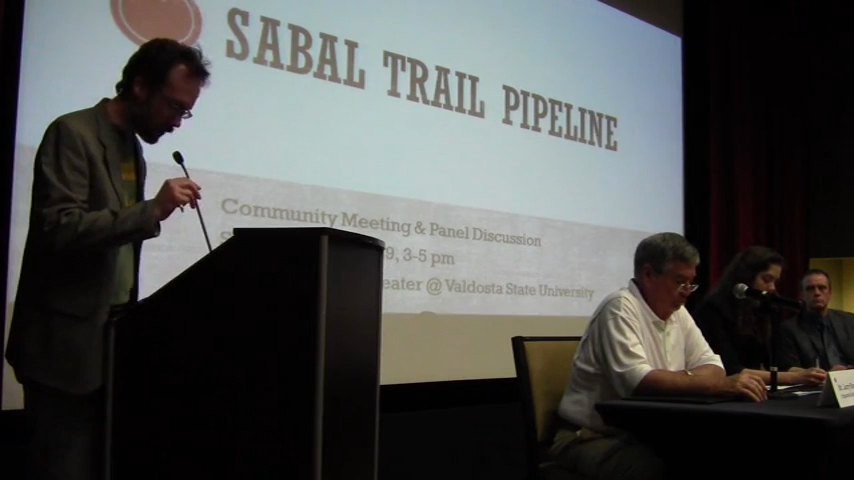 SABAL TRAIL PIPELINE
Community Meeting & Panel Discussion
9, 3-5 pm
eater @ Valdosta State University